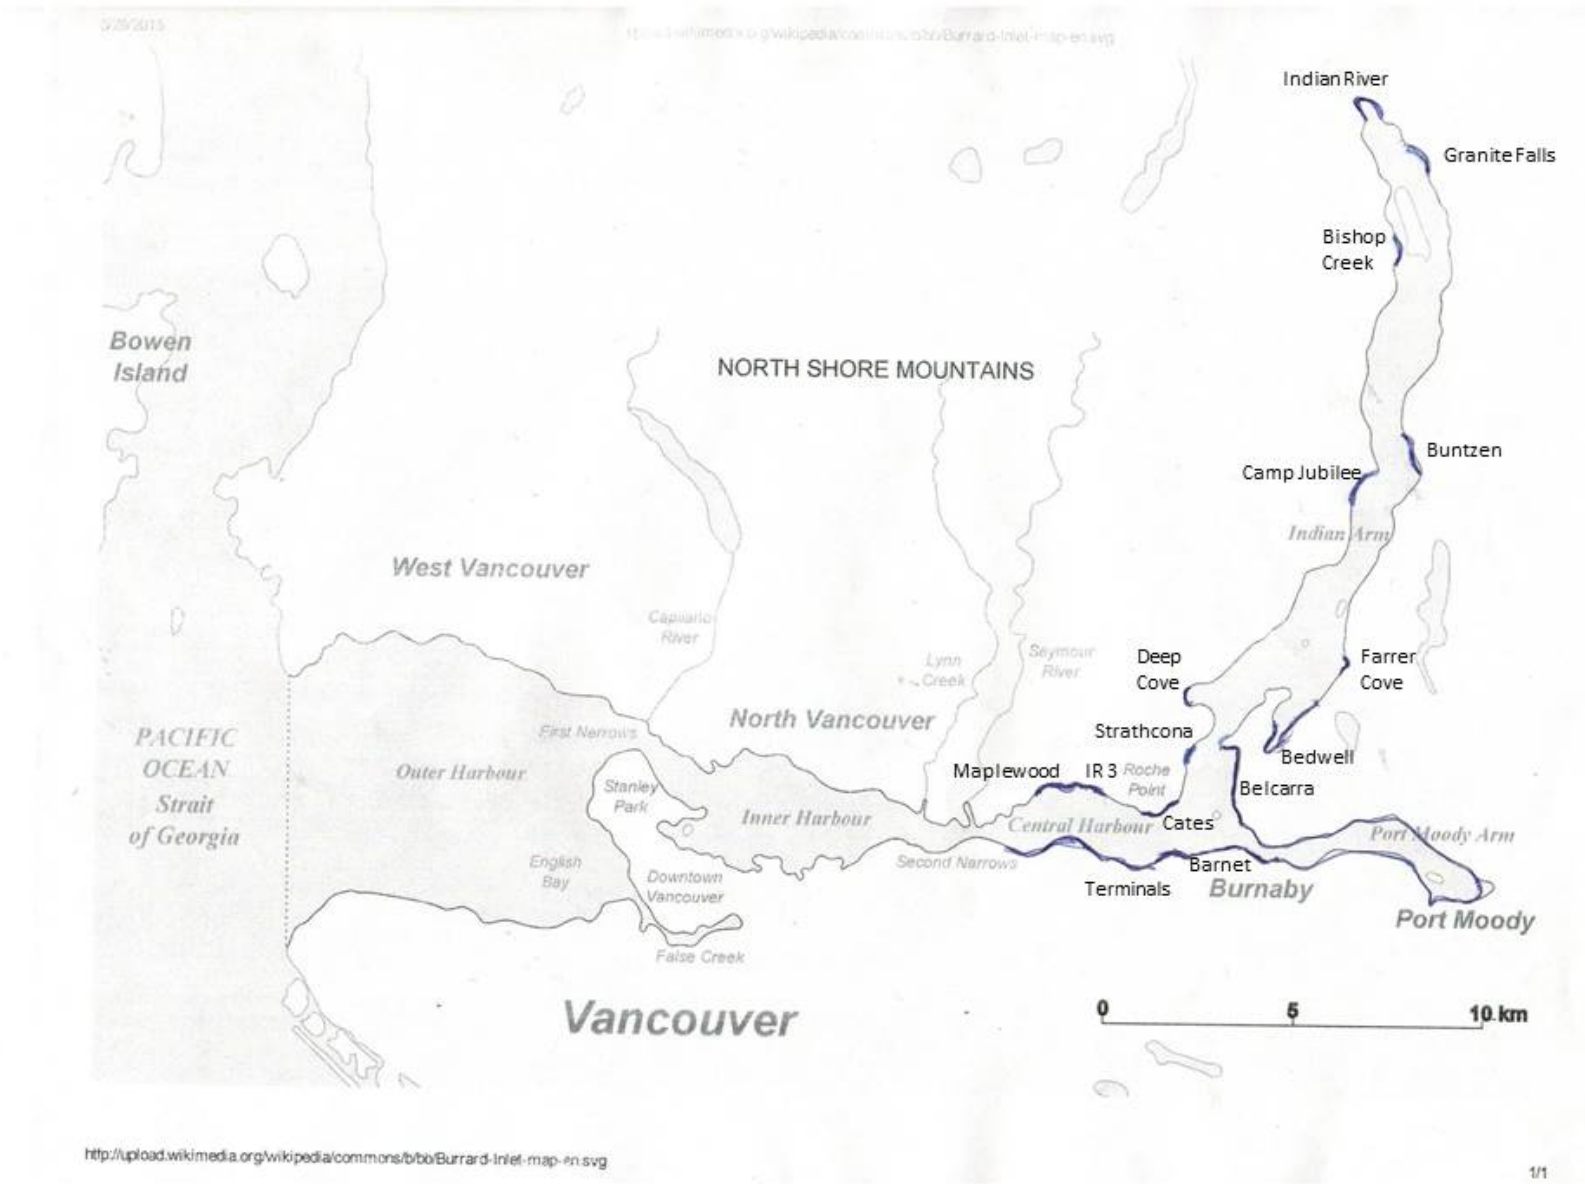 Indian River
Granite Falls
Bishop
Creek
Bowen
Island
NORTH SHORE MOUNTAINS
Buntzen
Camp Jubilee
Indian Arm
West Vancouver
Capilano
River
Lynn
Creek
Seymour
River
Deep
Cove
Farrer
Cove
North Vancouver
First Narrows
Strathcona
PACIFIC
OCEAN
Strait
of Georgia
Outer Harbour
Stanley
Park
Maplewood
IR 3
Roche
Point
Bedwell
Belcarra
Inner Harbour
Central Harbour
Cates
Port Moody Arm
English
Bay
Downtown
Vancouver
Second Narrows
Barnet
Terminals
Burnaby
Port Moody
False Creek
Vancouver
0 5 10 km
http://upload.wikimedia.org/wikipedia/commons/b/bo/Burrard-Inlet-map-en.svg
1/1